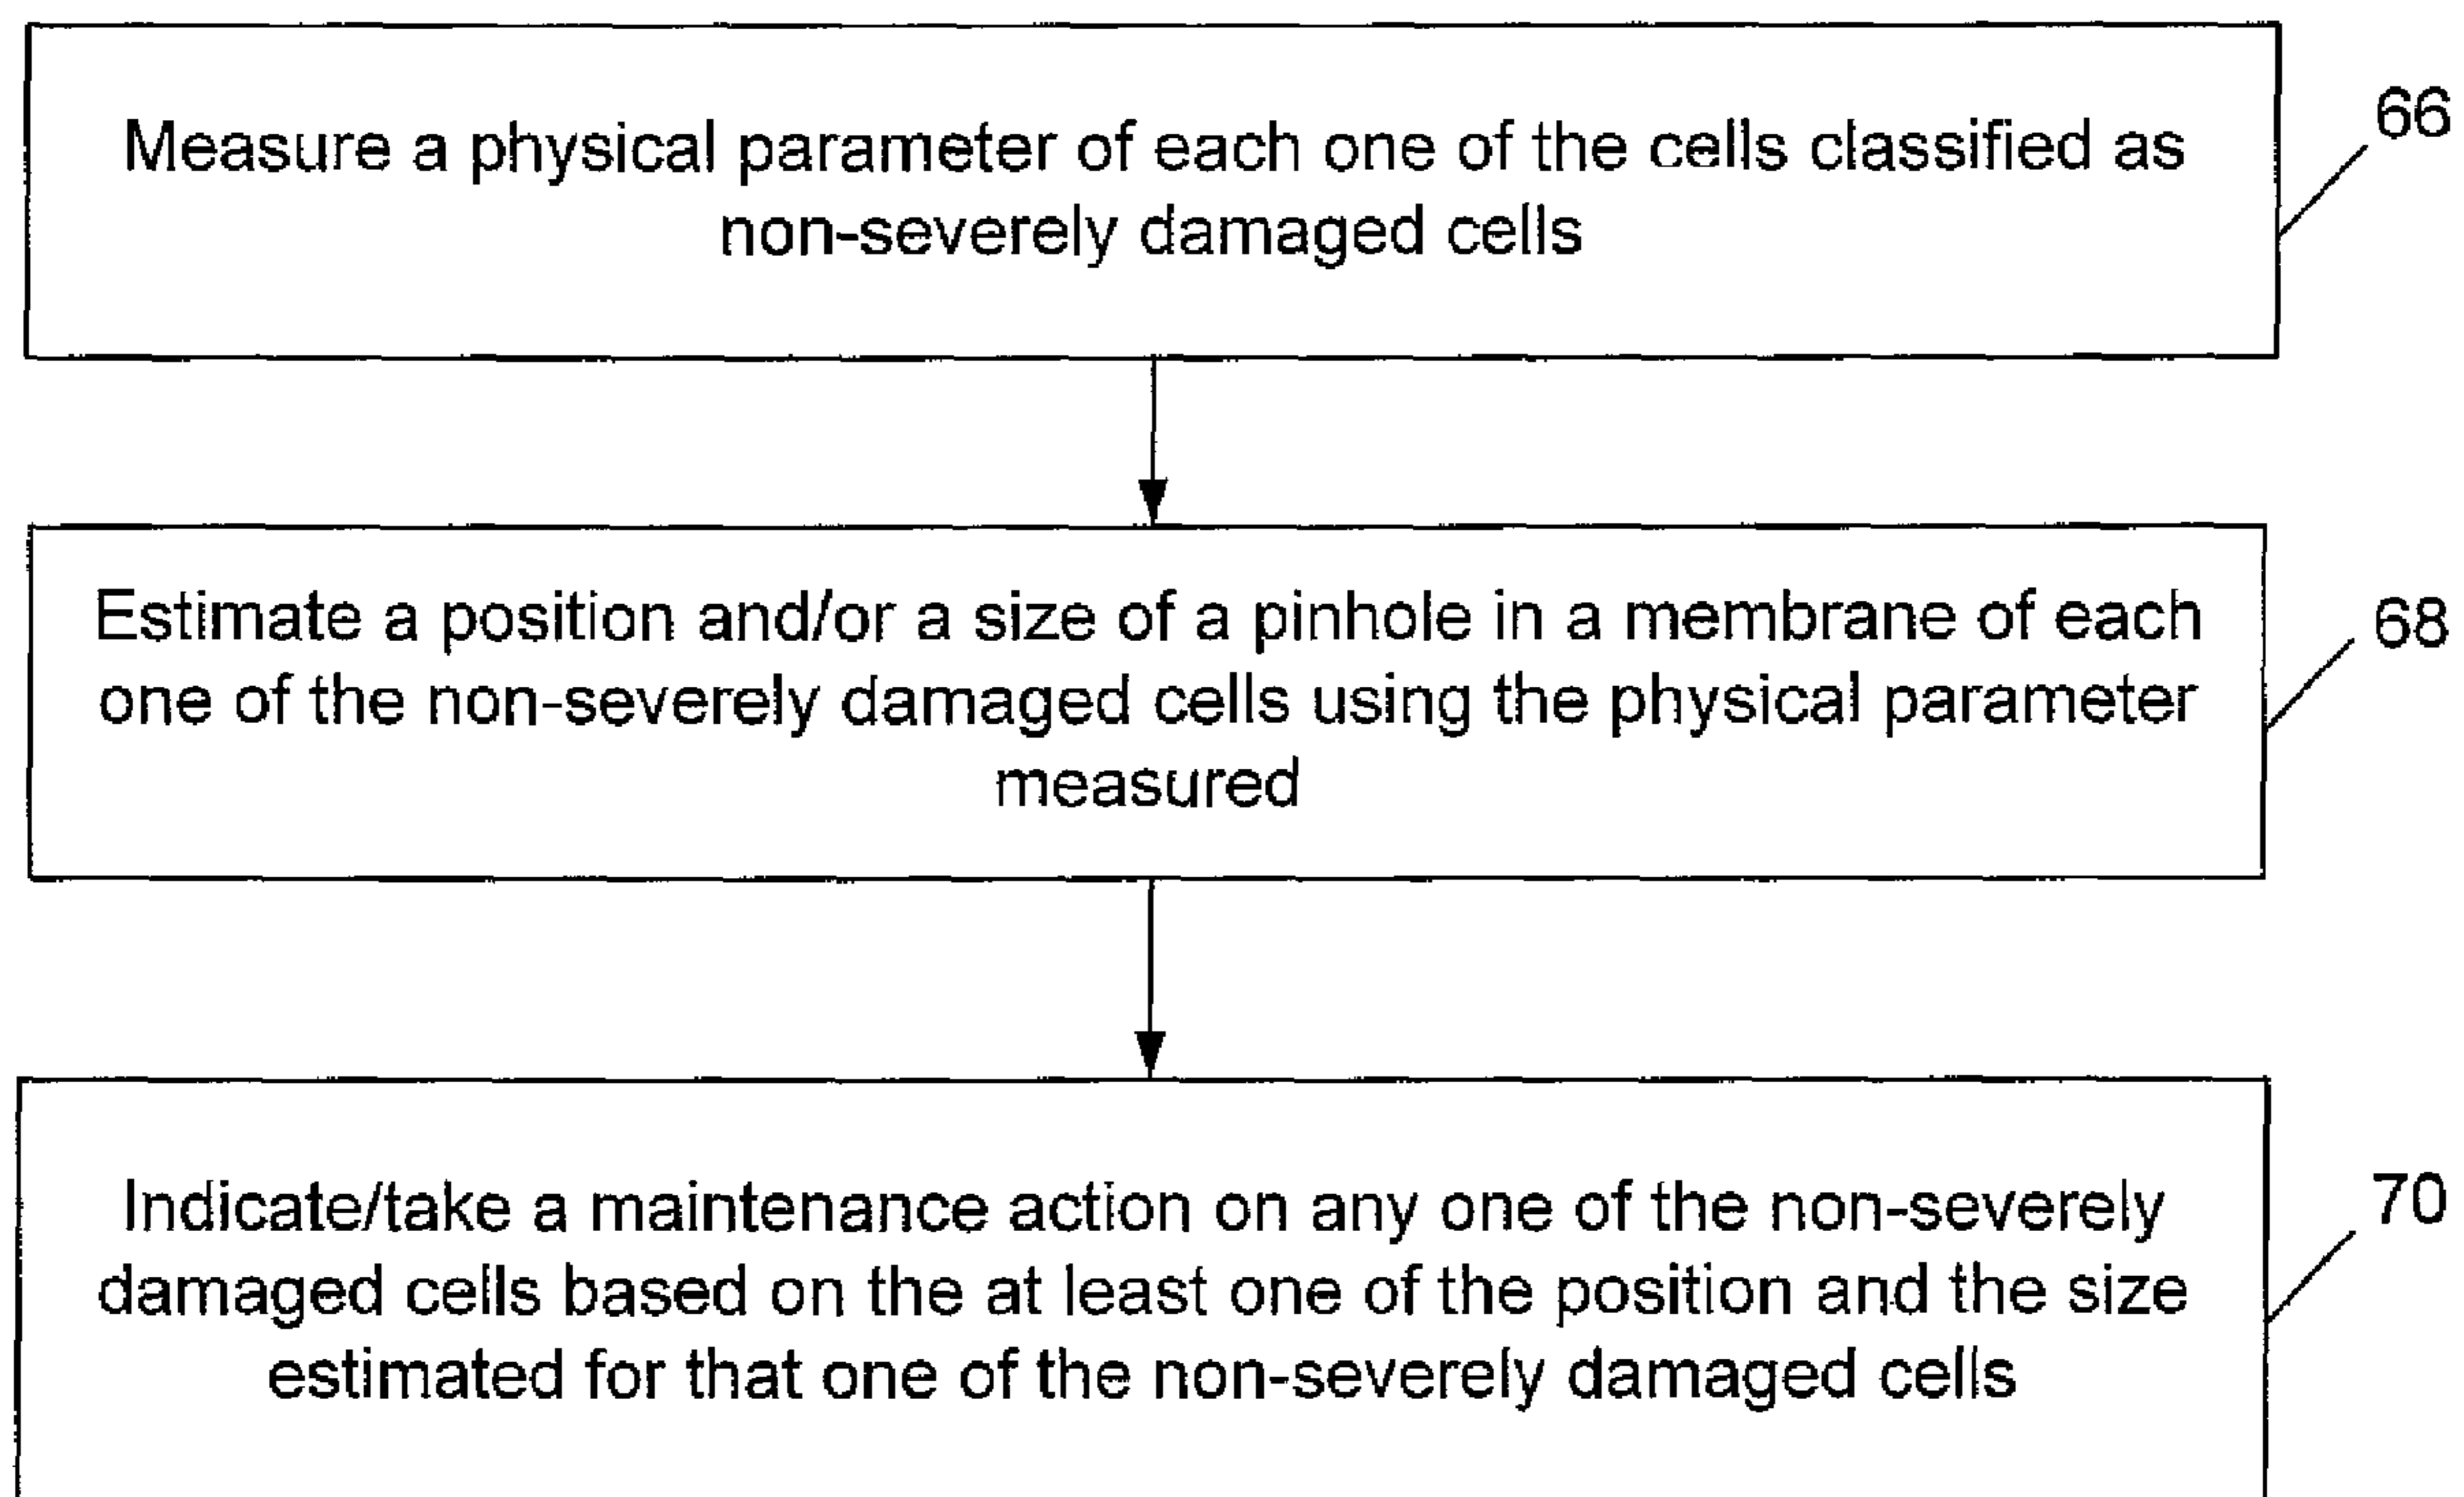 Measure a physical parameter of each one of the cells classified as
non-severely damaged cells
66
Estimate a position and/or a size of a pinhole in a membrane of each
one of the non-severely damaged cells using the physical parameter
measured
68
Indicate/take a maintenance action on any one of the non-severely
damaged cells based on the at least one of the position and the size
estimated for that one of the non-severely damaged cells
70